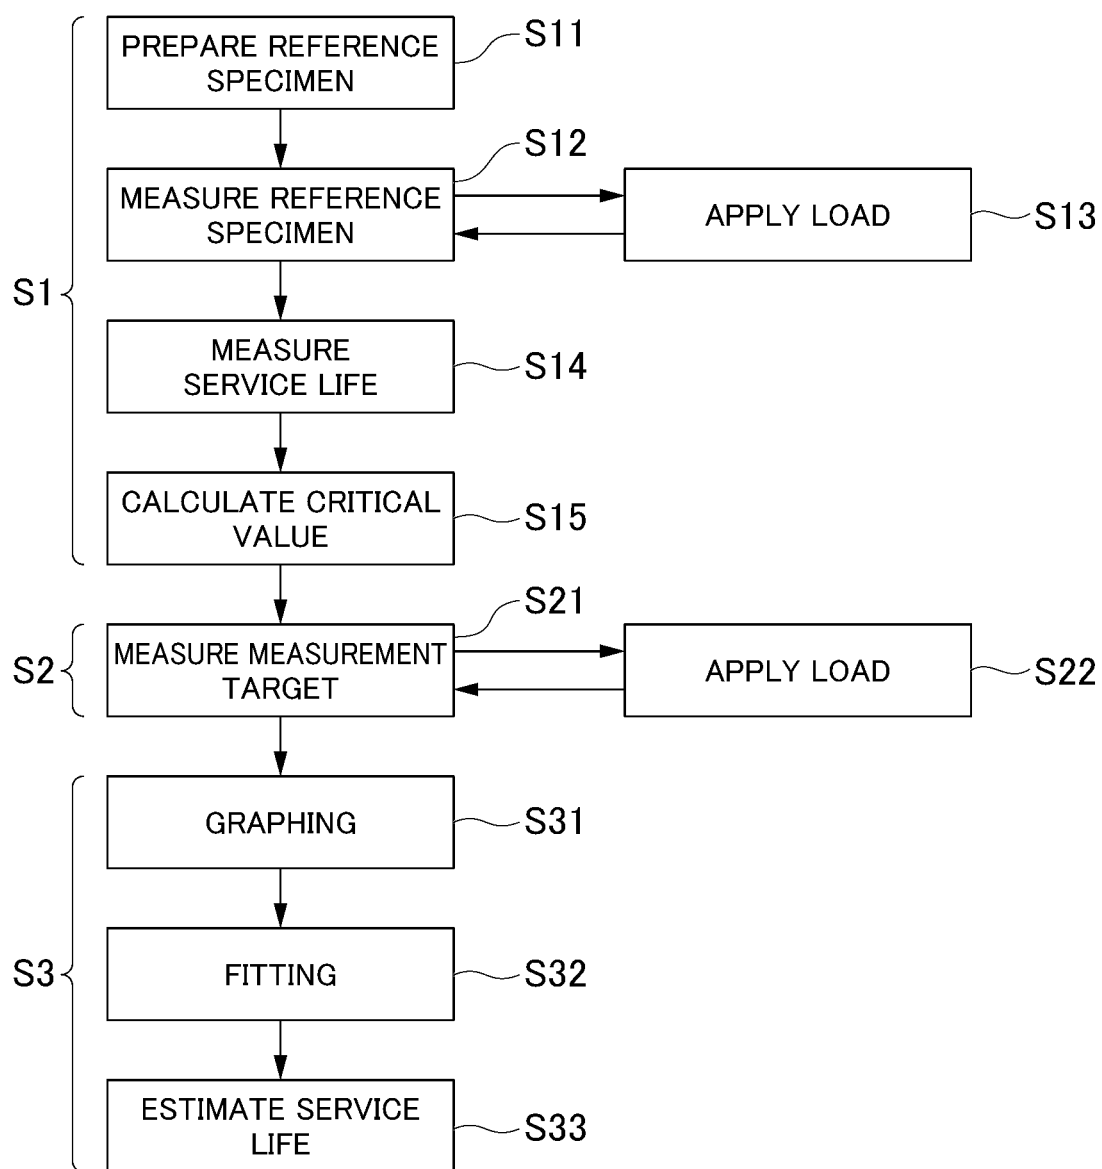 PREPARE REFERENCE
SPECIMEN
S11
S12
MEASURE REFERENCE
SPECIMEN
APPLY LOAD
S13
S1
MEASURE
SERVICE LIFE
S14
CALCULATE CRITICAL
VALUE
S15
S21
S2
MEASURE MEASUREMENT
TARGET
APPLY LOAD
S22
GRAPHING
S31
S3
FITTING
S32
ESTIMATE SERVICE
LIFE
S33